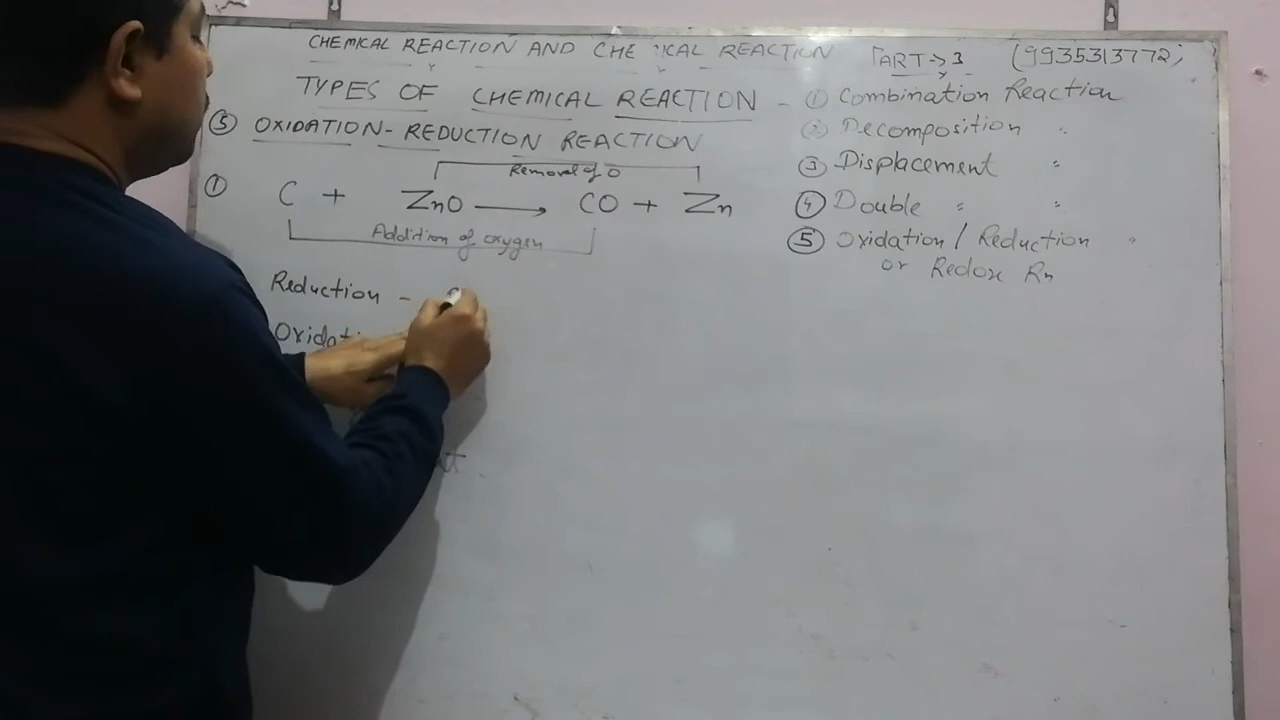 CHEMICAL REACTION AND CHE ICAL REACTION PART → 3 (9935313772)
TYPES OF CHEMICAL REACTION - ① Combination Reaction
② Decomposition "
③ Displacement "
④ Double " "
⑤ Oxidation / Reduction "
or Redox Rn
⑤ OXIDATION-REDUCTION REACTION
Removal of O
① C + ZnO → CO + Zn
Addition of oxygen
Reduction -
Oxidat